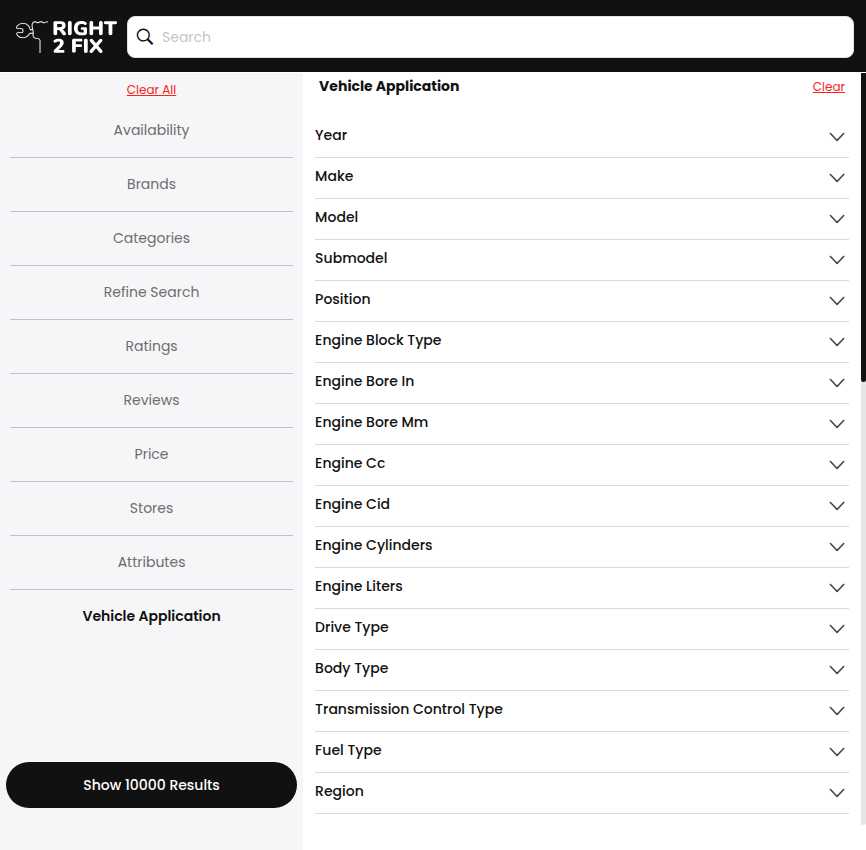 RIGHT
2 FIX
Search
Clear All
Availability
Brands
Categories
Refine Search
Ratings
Reviews
Price
Stores
Attributes
Vehicle Application
Show 10000 Results
Vehicle Application
Clear
Year
Make
Model
Submodel
Position
Engine Block Type
Engine Bore In
Engine Bore Mm
Engine Cc
Engine Cid
Engine Cylinders
Engine Liters
Drive Type
Body Type
Transmission Control Type
Fuel Type
Region